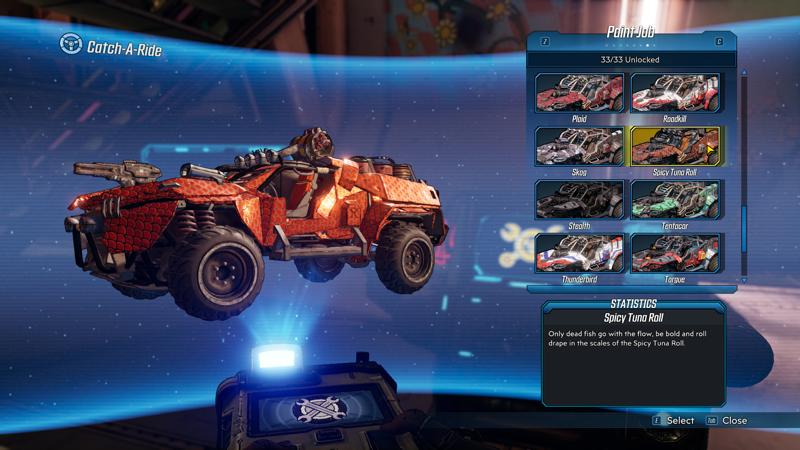 Catch-A-Ride
Paint Job
33/33 Unlocked
Plaid
Roadkill
Skag
Spicy Tuna Roll
Stealth
Tentacar
Thunderbird
Torgue
STATISTICS
Spicy Tuna Roll
Only dead fish go with the flow, be bold and roll
drape in the scales of the Spicy Tuna Roll.
Select
Close